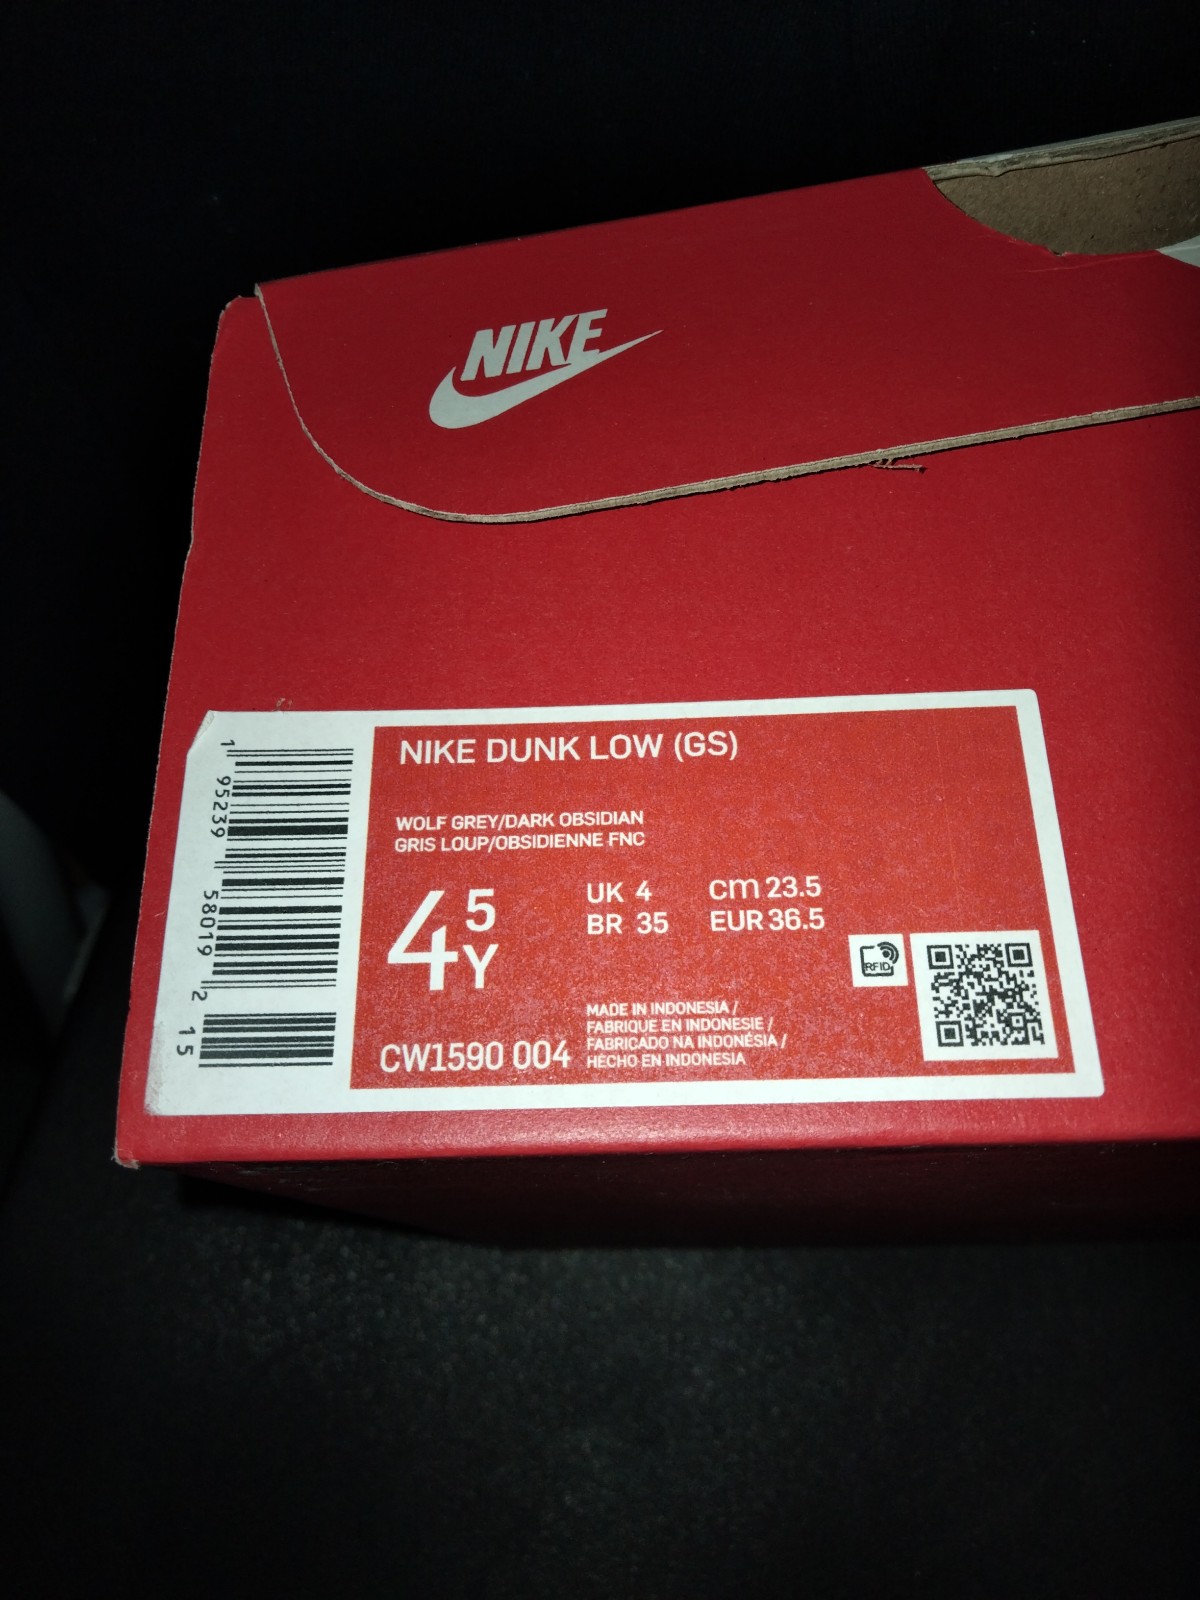 NIKE
NIKE DUNK LOW (GS)
WOLF GREY/DARK OBSIDIAN
GRIS LOUP/OBSIDIENNE FNC
4 5 Y
UK 4 cm 23.5
BR 35 EUR 36.5
RFID
CW1590 004
MADE IN INDONESIA /
FABRIQUE EN INDONESIE /
FABRICADO NA INDONÉSIA /
HECHO EN INDONESIA
1 95239 58019 2 15